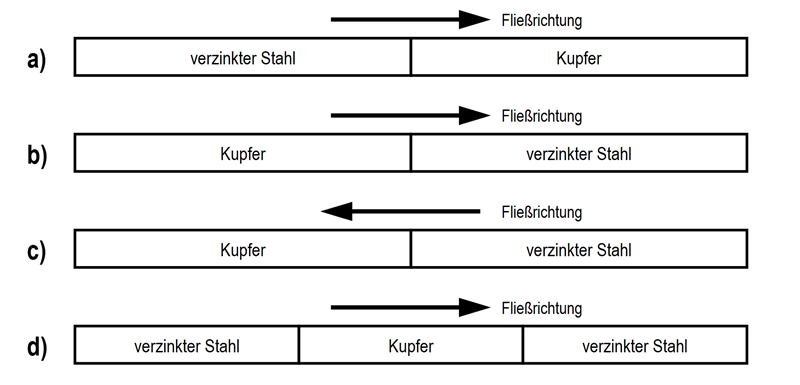 Fließrichtung
a) verzinkter Stahl Kupfer
Fließrichtung
b) Kupfer verzinkter Stahl
Fließrichtung
c) Kupfer verzinkter Stahl
Fließrichtung
d) verzinkter Stahl Kupfer verzinkter Stahl